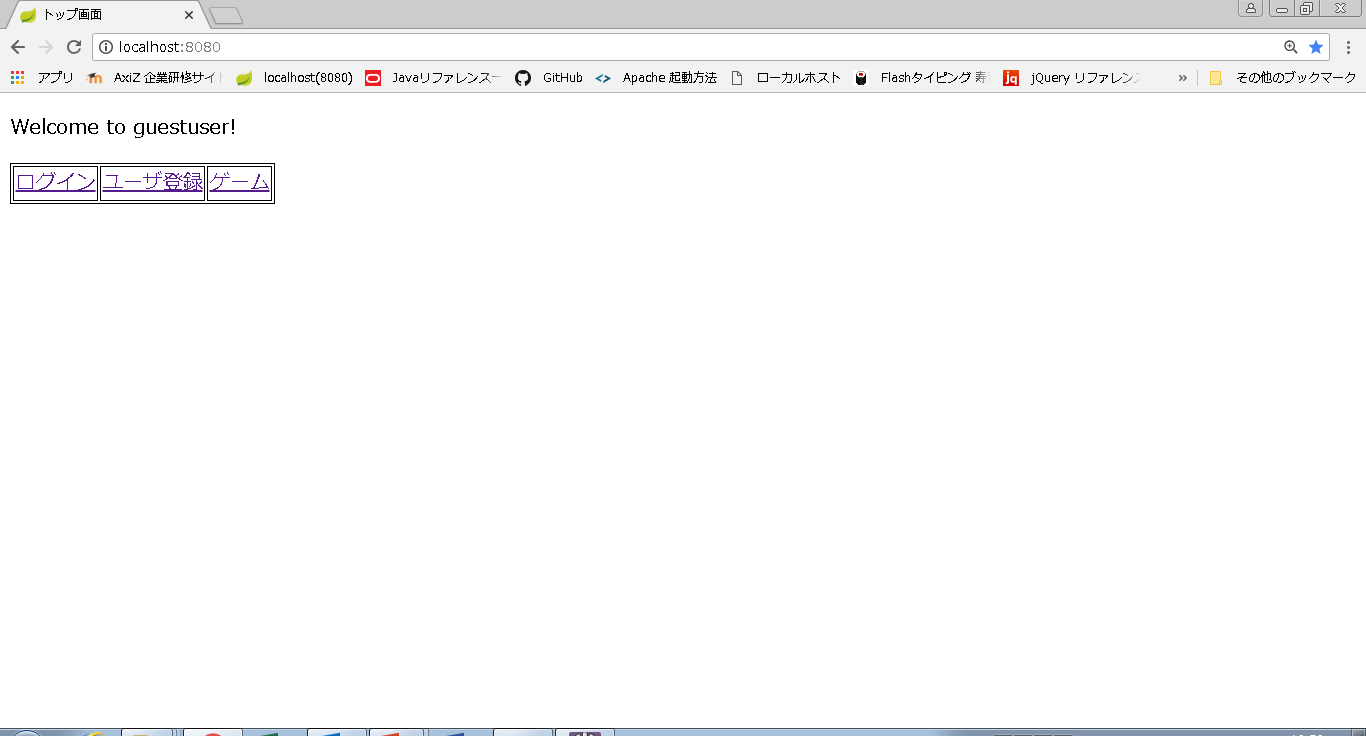 トップ画面
localhost:8080
アプリ AxiZ 企業研修サイト localhost(8080) Javaリファレンス GitHub Apache 起動方法 ローカルホスト Flashタイピング 寿 jq jQuery リファレン » その他のブックマーク
Welcome to guestuser!
ログイン ユーザ登録 ゲーム